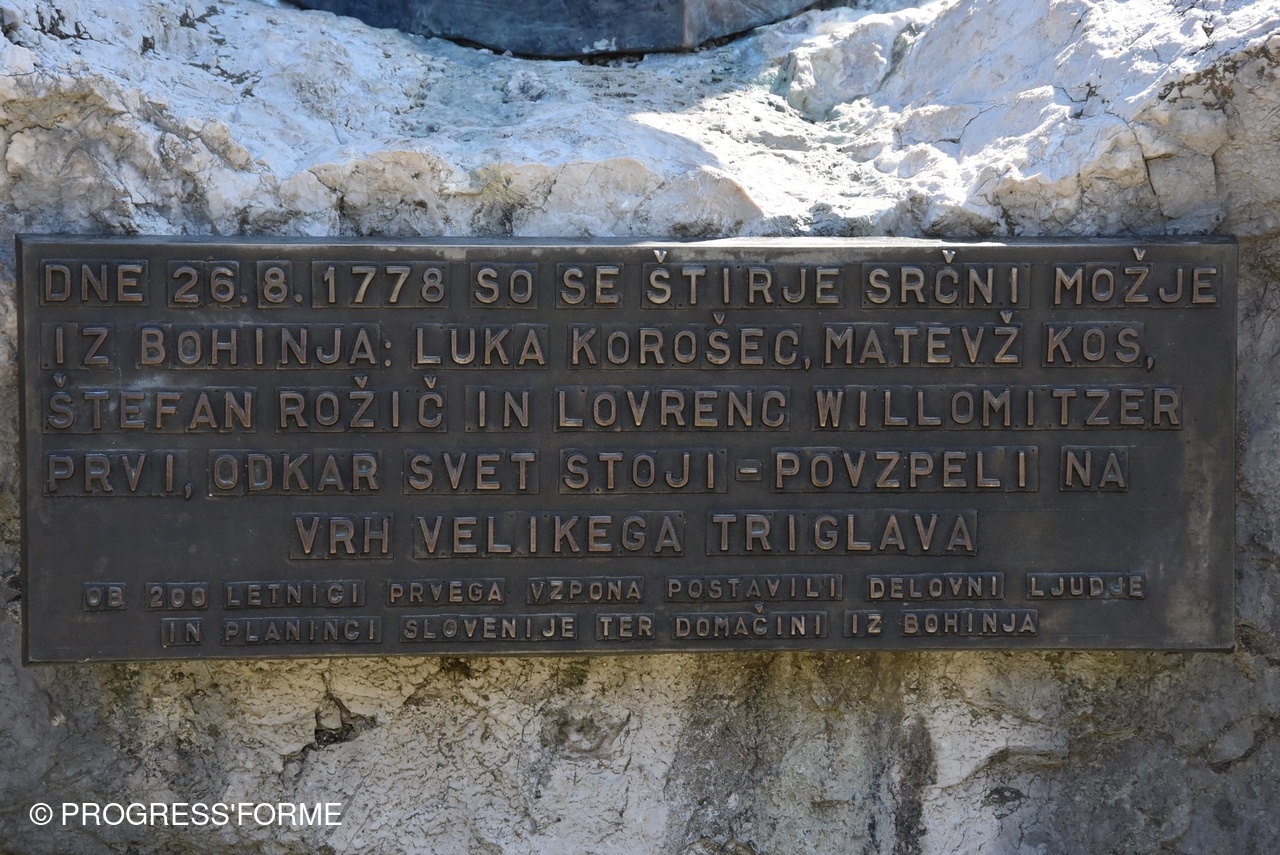 DNE 26.8.1778 SO SE ŠTIRJE SRČNI MOŽJE
IZ BOHINJA: LUKA KOROŠEC, MATEVŽ KOS,
ŠTEFAN ROŽIČ IN LOVRENC WILLOMITZER
PRVI, ODKAR SVET STOJI - POVZPELI NA
VRH VELIKEGA TRIGLAVA
OB 200 LETNICI PRVEGA VZPONA POSTAVILI DELOVNI LJUDJE
IN PLANINCI SLOVENIJE TER DOMAČINI IZ BOHINJA
© PROGRESS'FORME